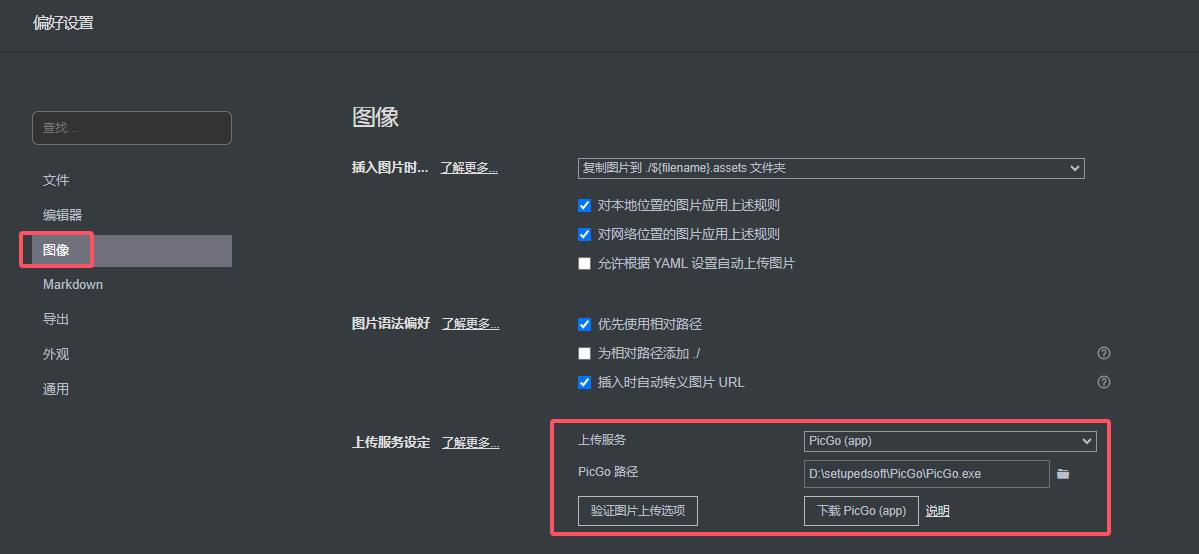 偏好设置
查找...
文件
编辑器
图像
Markdown
导出
外观
通用
图像
插入图片时... 了解更多...
复制图片到 ./${filename}.assets 文件夹
对本地位置的图片应用上述规则
对网络位置的图片应用上述规则
允许根据 YAML 设置自动上传图片
图片语法偏好 了解更多...
优先使用相对路径
为相对路径添加 ./
插入时自动转义图片 URL
上传服务设定 了解更多...
上传服务 PicGo (app)
PicGo 路径 D:\setupedsoft\PicGo\PicGo.exe
验证图片上传选项 下载 PicGo (app) 说明